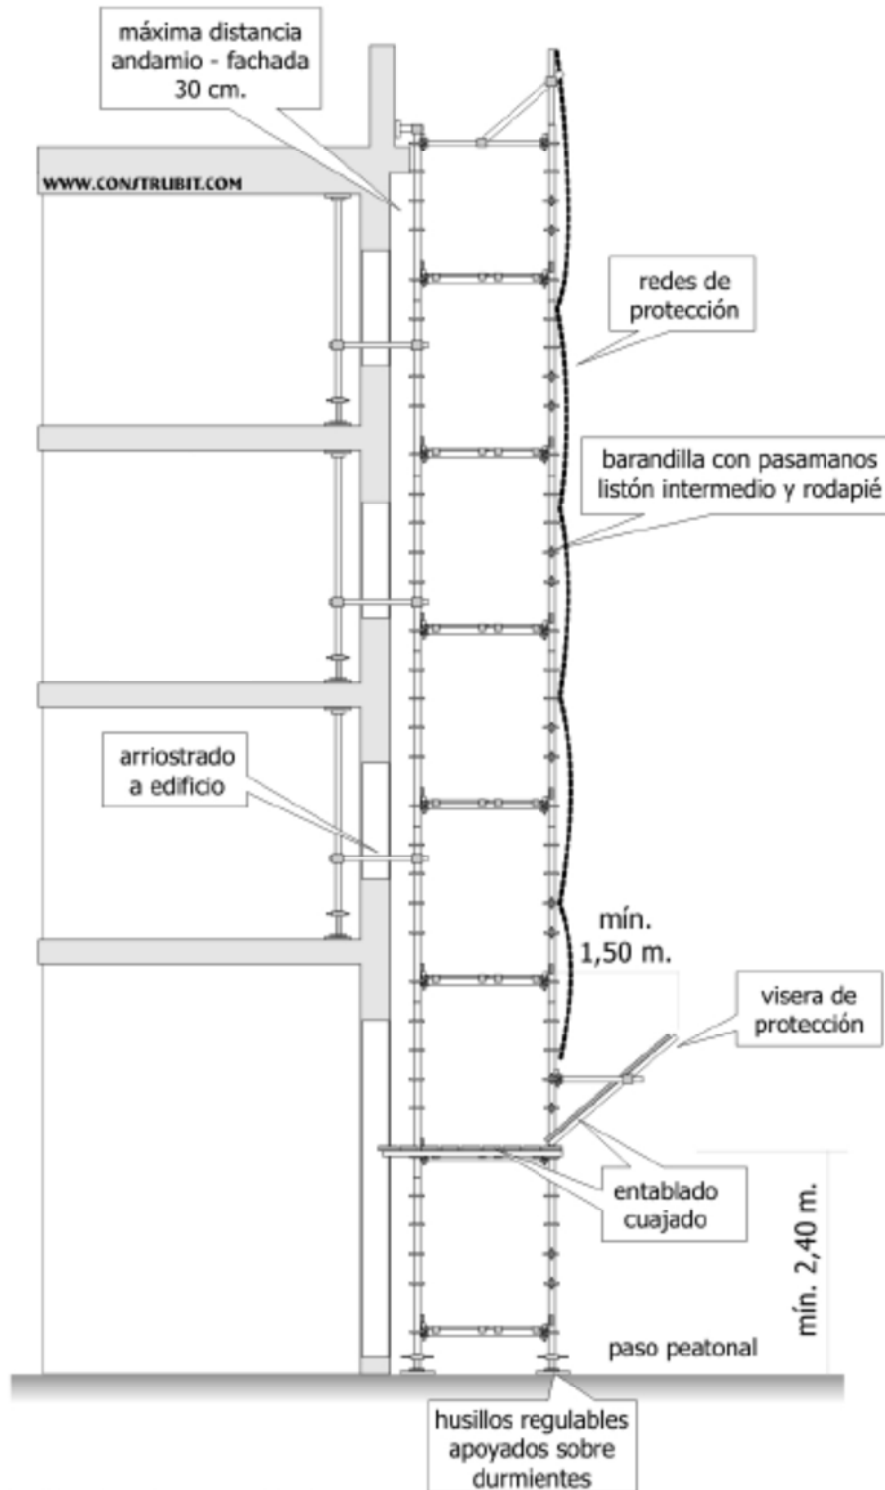 máxima distancia
andamio - fachada
30 cm.
WWW.CONSTRUBIT.COM
redes de
protección
barandilla con pasamanos
listón intermedio y rodapié
arriostrado
a edificio
mín.
1,50 m.
visera de
protección
entablado
cuajado
mín. 2,40 m.
paso peatonal
husillos regulables
apoyados sobre
durmientes